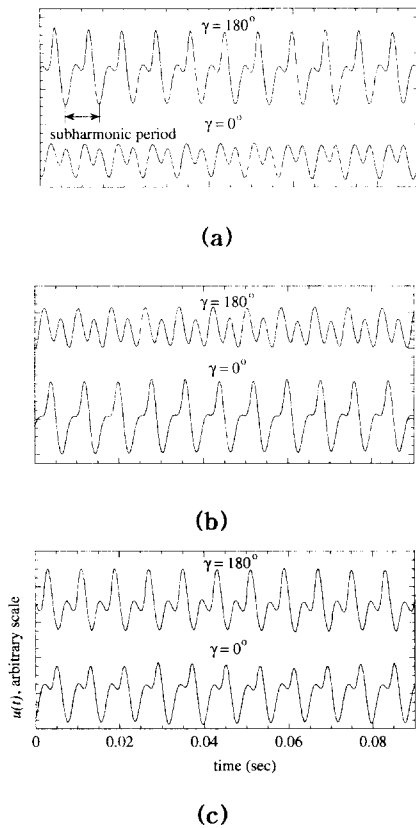 γ = 180°
subharmonic period
γ = 0°
(a)
γ = 180°
γ = 0°
(b)
γ = 180°
γ = 0°
u(t), arbitrary scale
0 0.02 0.04 0.06 0.08
time (sec)
(c)